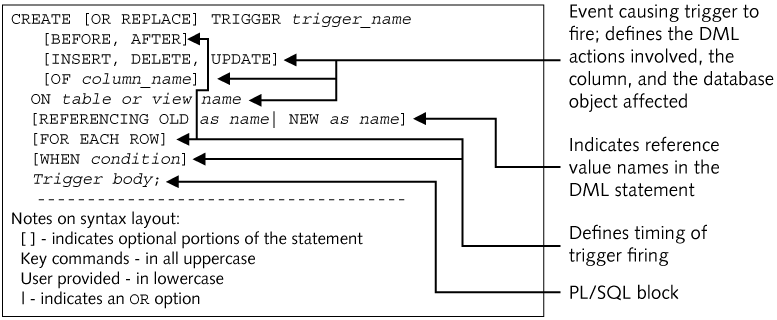 CREATE [OR REPLACE] TRIGGER trigger_name
[BEFORE, AFTER]
[INSERT, DELETE, UPDATE]
[OF column_name]
ON table or view name
[REFERENCING OLD as name| NEW as name]
[FOR EACH ROW]
[WHEN condition]
Trigger body;
----------------------------------------
Notes on syntax layout:
[ ] - indicates optional portions of the statement
Key commands - in all uppercase
User provided - in lowercase
| - indicates an OR option
Event causing trigger to
fire; defines the DML
actions involved, the
column, and the database
object affected
Indicates reference
value names in the
DML statement
Defines timing of
trigger firing
PL/SQL block